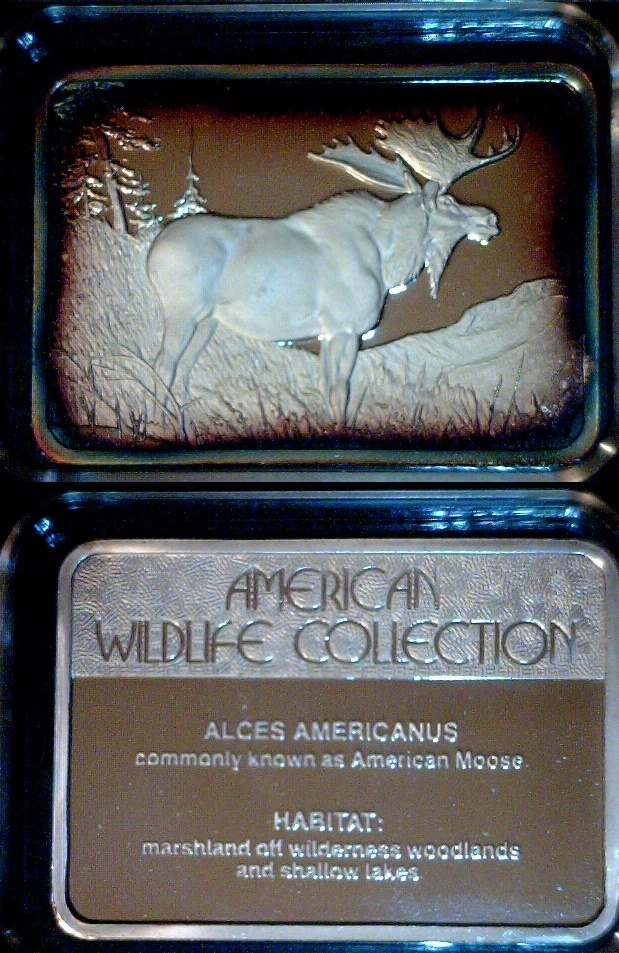 AMERICAN
WILDLIFE COLLECTION
ALCES AMERICANUS
commonly known as American Moose
HABITAT:
marshland off wilderness woodlands
and shallow lakes